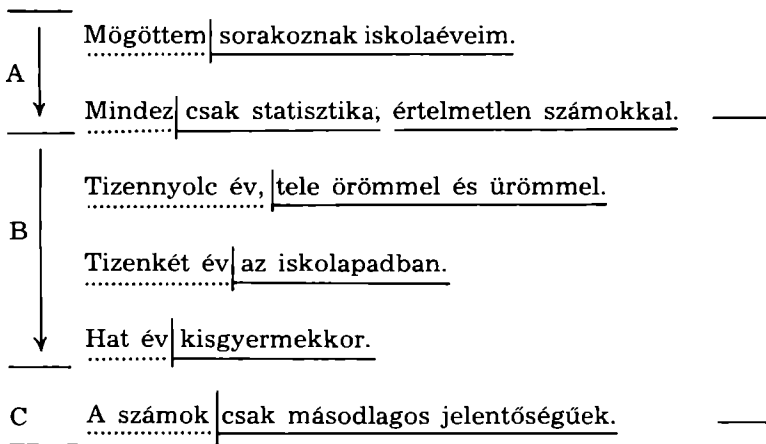 Mögöttem sorakoznak iskolaéveim.
A
Mindez csak statisztika, értelmetlen számokkal.
Tizennyolc év, tele örömmel és ürömmel.
B
Tizenkét év az iskolapadban.
Hat év kisgyermekkor.
C A számok csak másodlagos jelentőségűek.